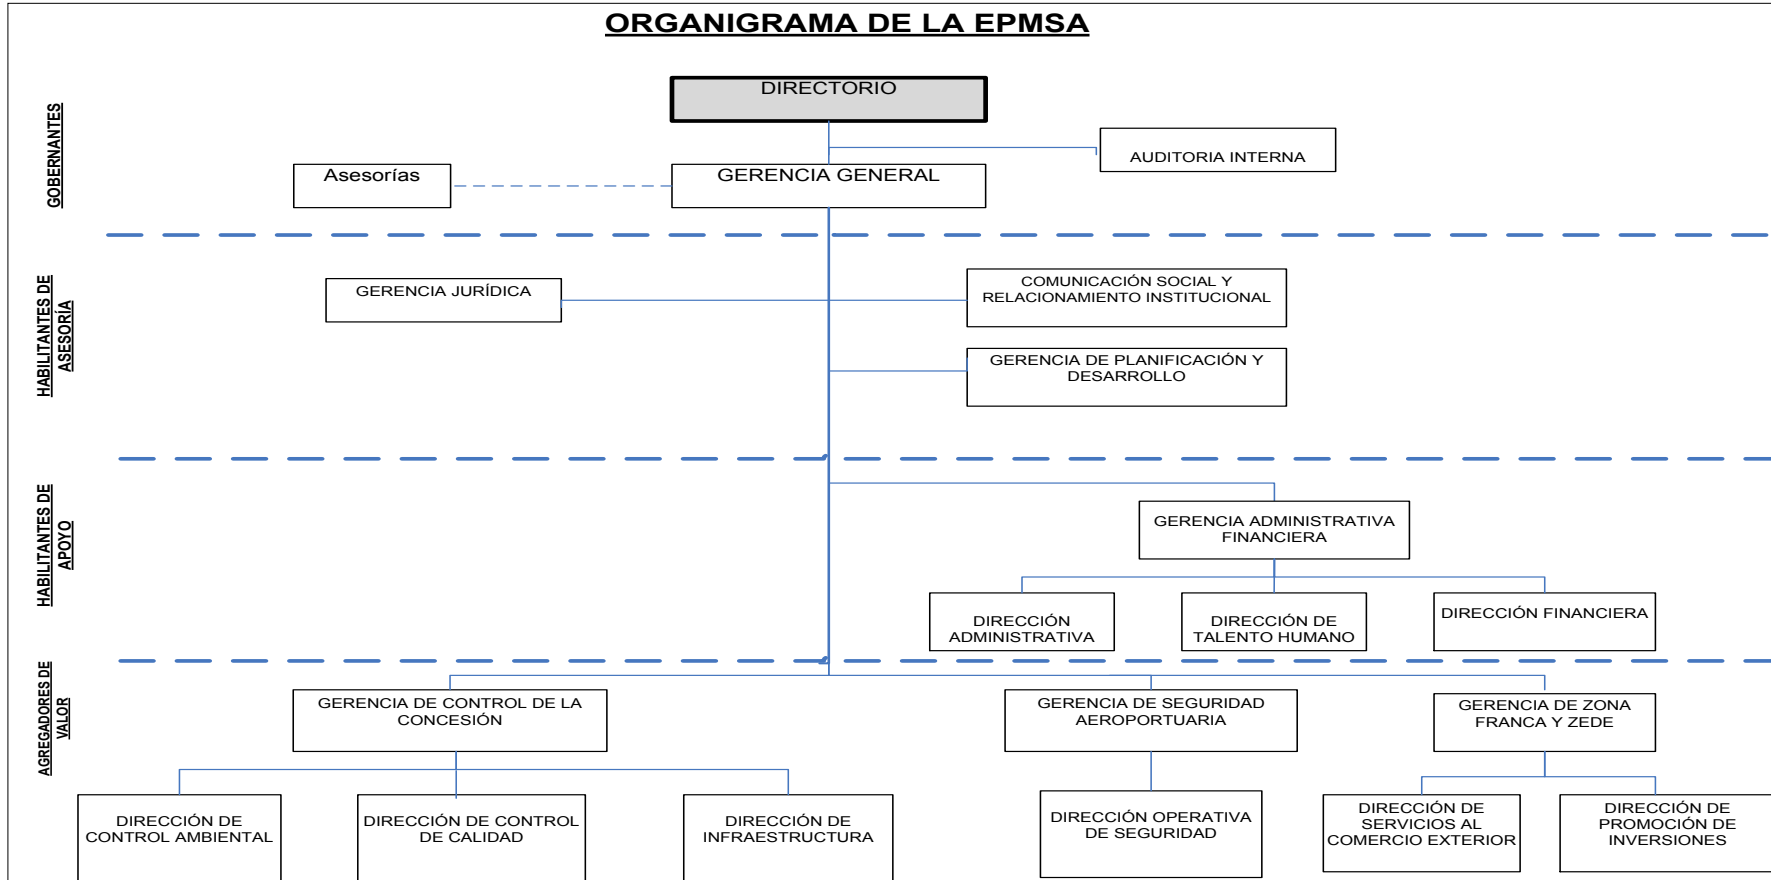 ORGANIGRAMA DE LA EPMSA
GOBERNANTES
DIRECTORIO
AUDITORIA INTERNA
Asesorías
GERENCIA GENERAL
HABILITANTES DE
ASESORÍA
GERENCIA JURÍDICA
COMUNICACIÓN SOCIAL Y
RELACIONAMIENTO INSTITUCIONAL
GERENCIA DE PLANIFICACIÓN Y
DESARROLLO
HABILITANTES DE
APOYO
GERENCIA ADMINISTRATIVA
FINANCIERA
DIRECCIÓN
ADMINISTRATIVA
DIRECCIÓN DE
TALENTO HUMANO
DIRECCIÓN FINANCIERA
AGREGADORES DE
VALOR
GERENCIA DE CONTROL DE LA
CONCESIÓN
GERENCIA DE SEGURIDAD
AEROPORTUARIA
GERENCIA DE ZONA
FRANCA Y ZEDE
DIRECCIÓN DE
CONTROL AMBIENTAL
DIRECCIÓN DE CONTROL
DE CALIDAD
DIRECCIÓN DE
INFRAESTRUCTURA
DIRECCIÓN OPERATIVA
DE SEGURIDAD
DIRECCIÓN DE
SERVICIOS AL
COMERCIO EXTERIOR
DIRECCIÓN DE
PROMOCIÓN DE
INVERSIONES